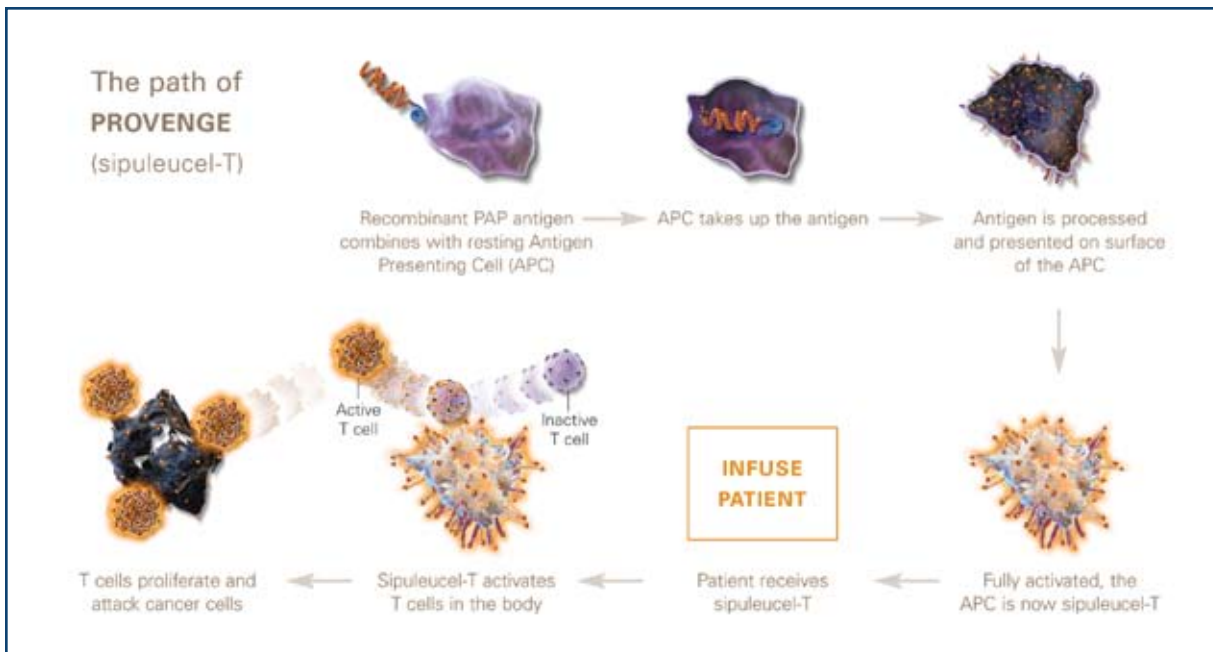 The path of
PROVENGE
(sipuleucel-T)
Recombinant PAP antigen
combines with resting Antigen
Presenting Cell (APC)
APC takes up the antigen
Antigen is processed
and presented on surface
of the APC
Active
T cell
Inactive
T cell
INFUSE
PATIENT
T cells proliferate and
attack cancer cells
Sipuleucel-T activates
T cells in the body
Patient receives
sipuleucel-T
Fully activated, the
APC is now sipuleucel-T